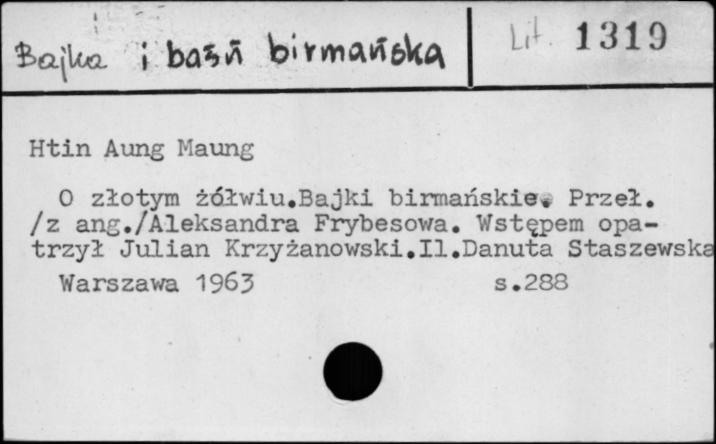 Bajka i baśń birmańska
Lit. 1319
Htin Aung Maung
O złotym żółwiu.Bajki birmańskie. Przeł.
/z ang./Aleksandra Frybesowa. Wstępem opa-
trzył Julian Krzyżanowski.Il.Danuta Staszewska
Warszawa 1963 s.288